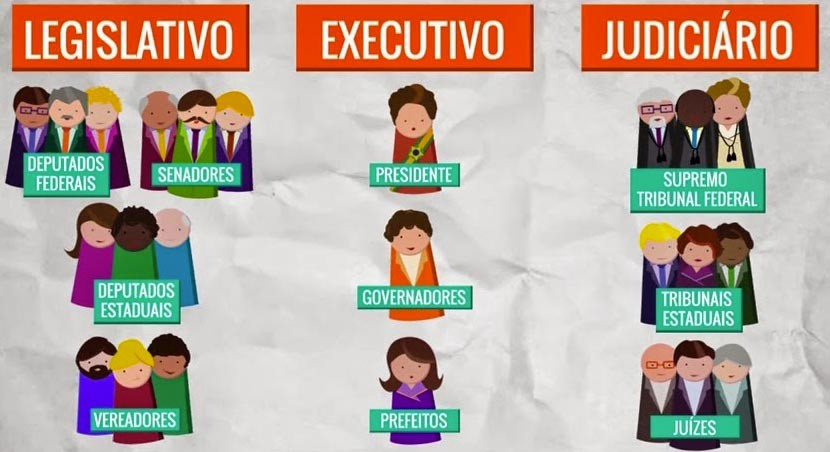 LEGISLATIVO
EXECUTIVO
JUDICIÁRIO
DEPUTADOS
FEDERAIS
SENADORES
PRESIDENTE
SUPREMO
TRIBUNAL FEDERAL
DEPUTADOS
ESTADUAIS
GOVERNADORES
TRIBUNAIS
ESTADUAIS
VEREADORES
PREFEITOS
JUÍZES